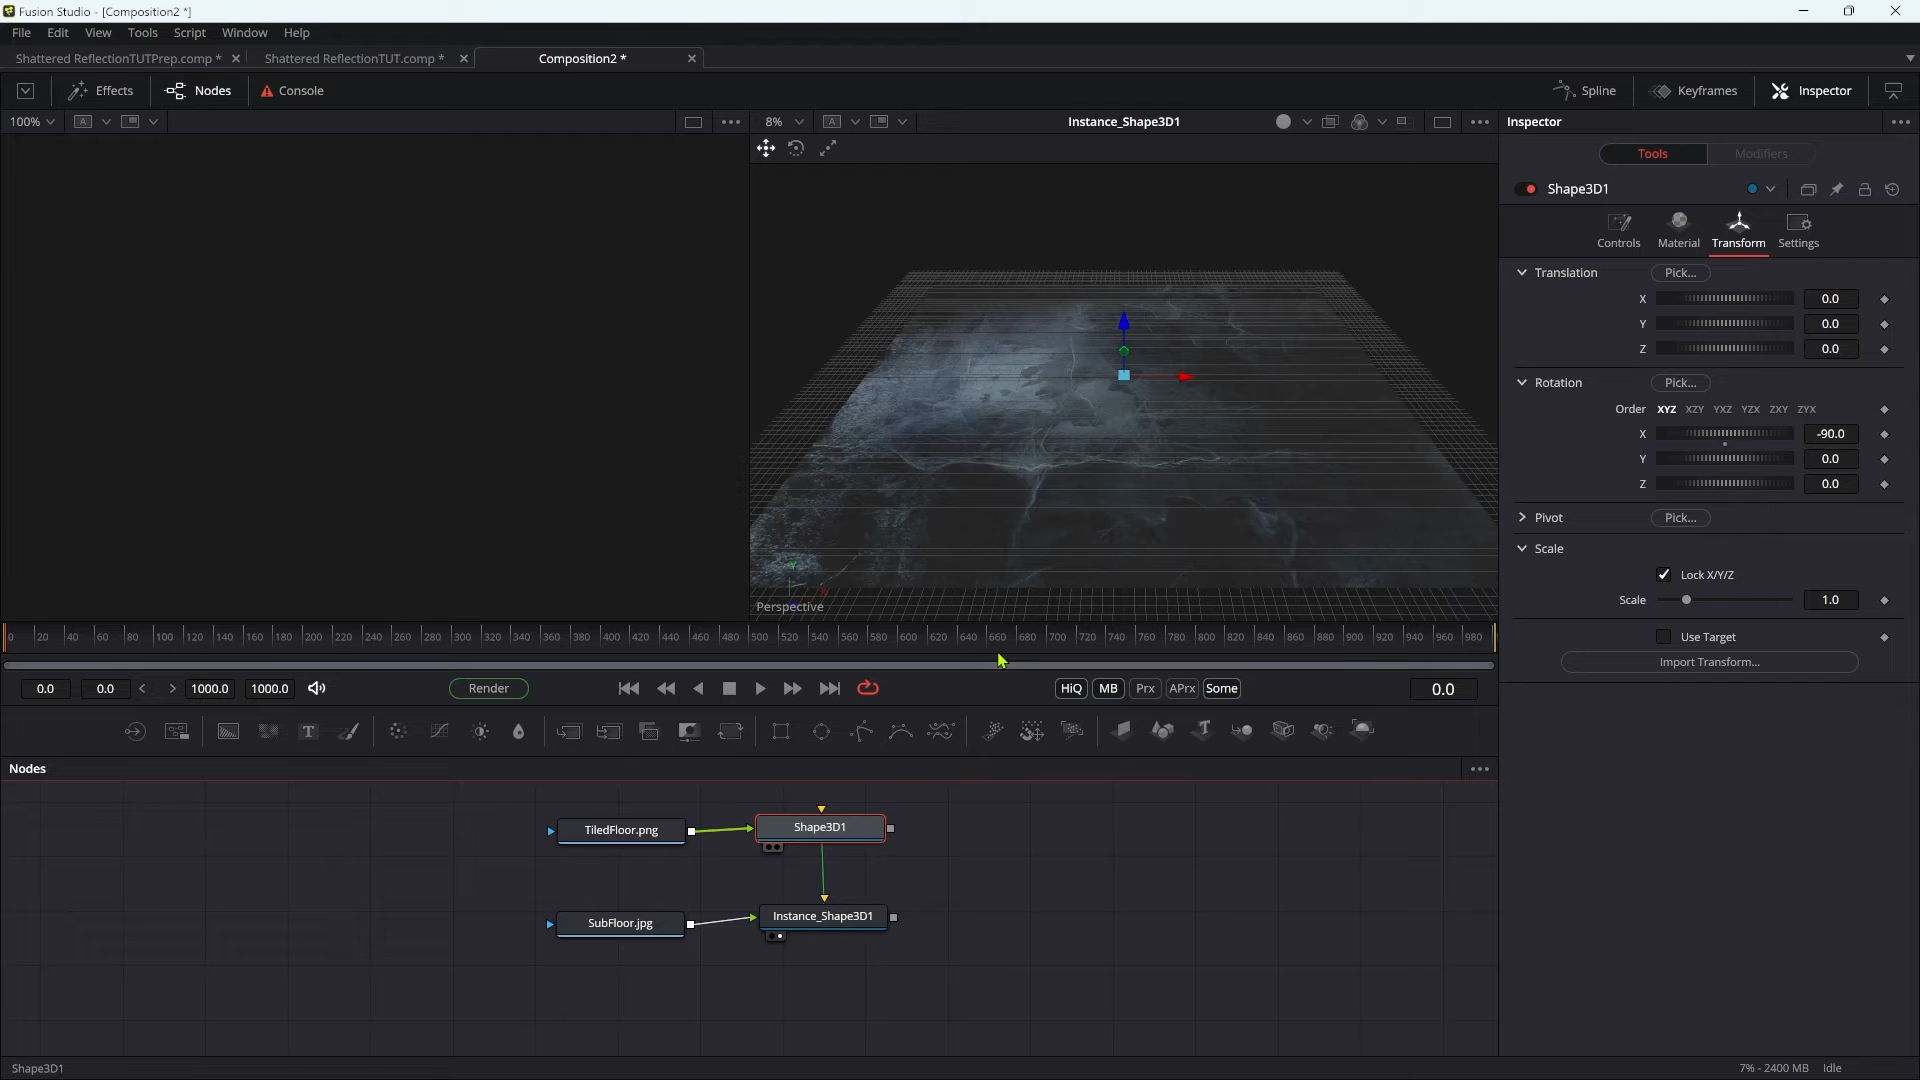 Fusion Studio - [Composition2 *]
File Edit View Tools Script Window Help
Shattered ReflectionTUTPrep.comp * Shattered ReflectionTUT.comp * Composition2 *
Effects Nodes Console Spline Keyframes Inspector
100% A 8% A Instance_Shape3D1 Inspector
Tools Modifiers
Shape3D1
Controls Material Transform Settings
Translation Pick...
X 0.0
Y 0.0
Z 0.0
Rotation Pick...
Order XYZ XZY YXZ YZX ZXY ZYX
X -90.0
Y 0.0
Z 0.0
Pivot Pick...
Scale
Lock X/Y/Z
Scale 1.0
Use Target
Import Transform...
Y
X
Perspective
0 20 40 60 80 100 120 140 160 180 200 220 240 260 280 300 320 340 360 380 400 420 440 460 480 500 520 540 560 580 600 620 640 660 680 700 720 740 760 780 800 820 840 860 880 900 920 940 960 980
0.0 0.0 1000.0 1000.0 Render HiQ MB Prx APrx Some 0.0
T T
Nodes
TiledFloor.png Shape3D1
SubFloor.jpg Instance_Shape3D1
Shape3D1 7% - 2400 MB Idle